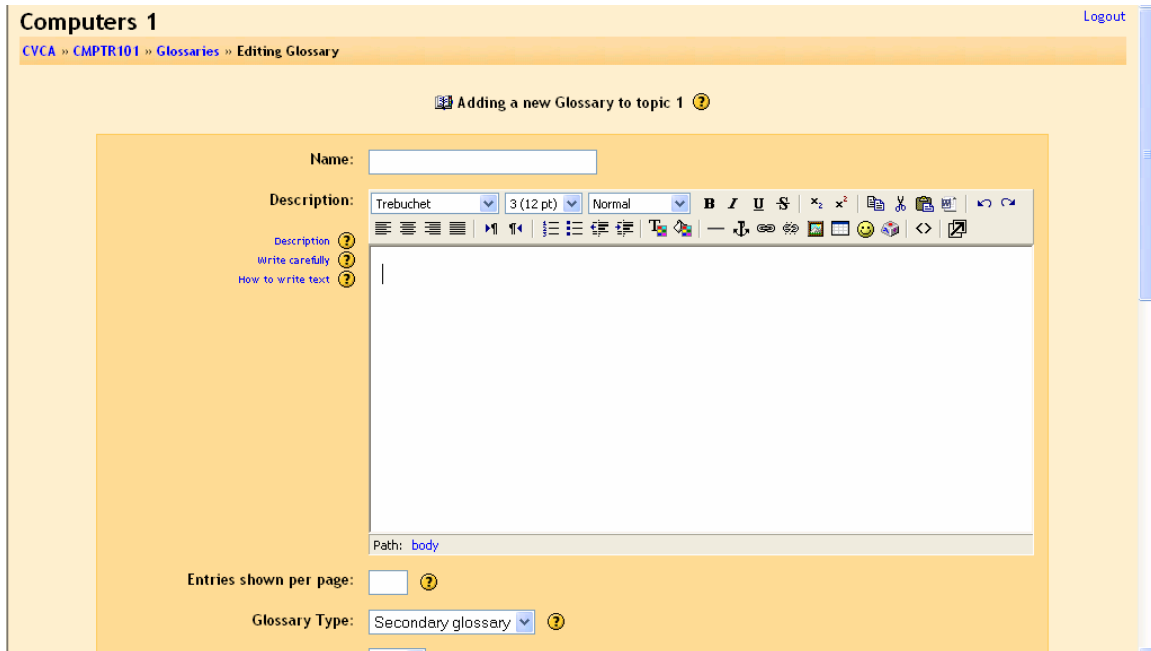 Computers 1
Logout
CVCA » CMPTR101 » Glossaries » Editing Glossary
Adding a new Glossary to topic 1 ?
Name:
Description:
Trebuchet 3 (12 pt) Normal B I U S x₂ x²
Description ?
Write carefully ?
How to write text ?
Path: body
Entries shown per page: ?
Glossary Type: Secondary glossary ?